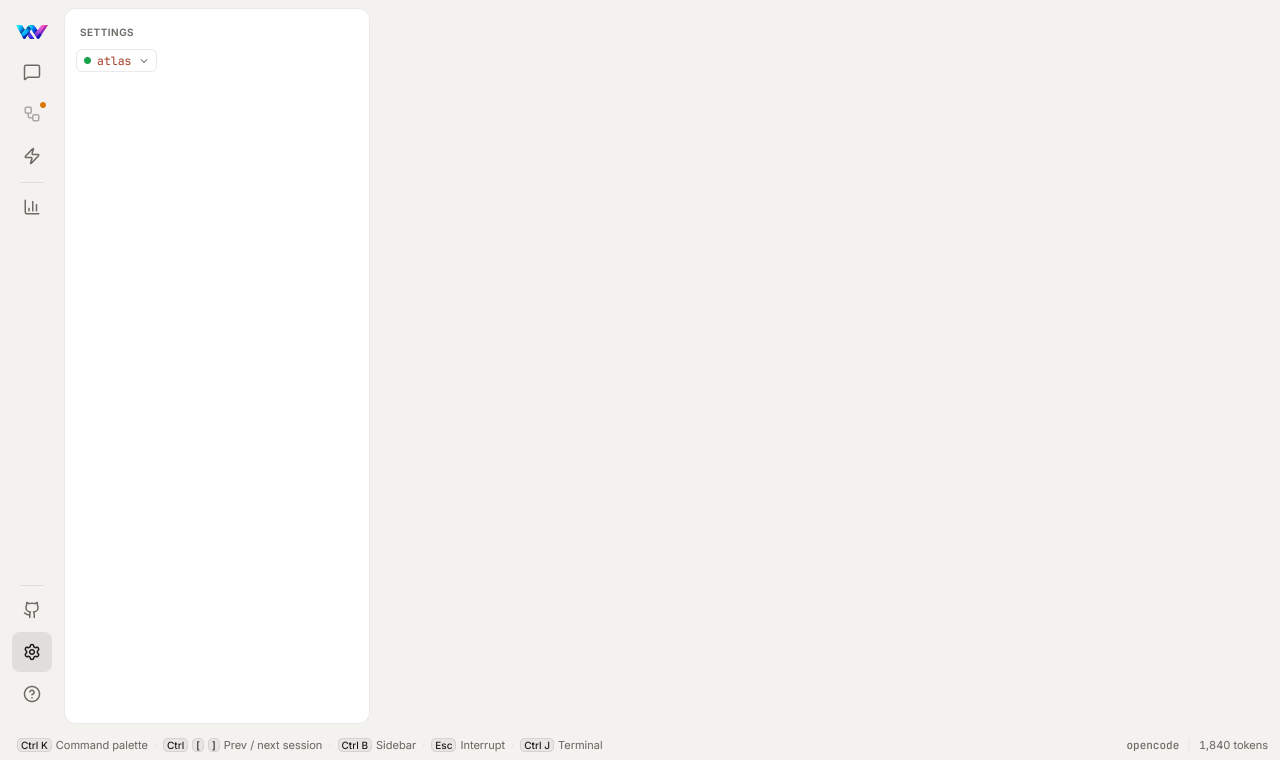 SETTINGS
atlas
Ctrl K Command palette Ctrl [ ] Prev / next session Ctrl B Sidebar Esc Interrupt Ctrl J Terminal opencode 1,840 tokens